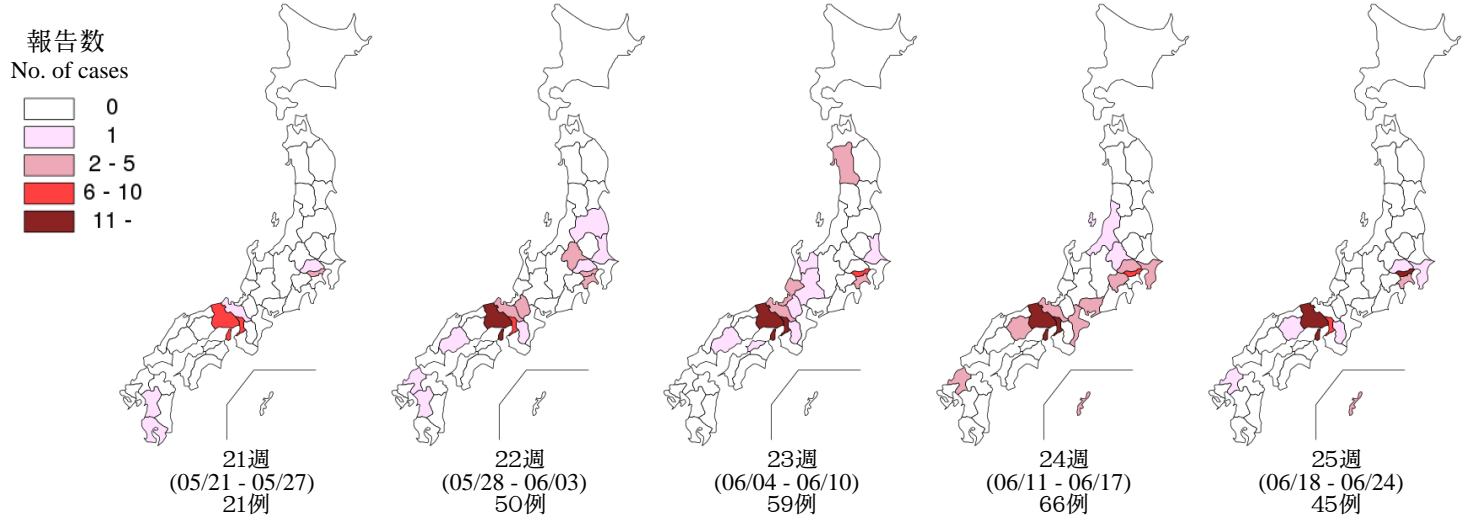 報告数
No. of cases
0
1
2 - 5
6 - 10
11 -
21週
(05/21 - 05/27)
21例
22週
(05/28 - 06/03)
50例
23週
(06/04 - 06/10)
59例
24週
(06/11 - 06/17)
66例
25週
(06/18 - 06/24)
45例